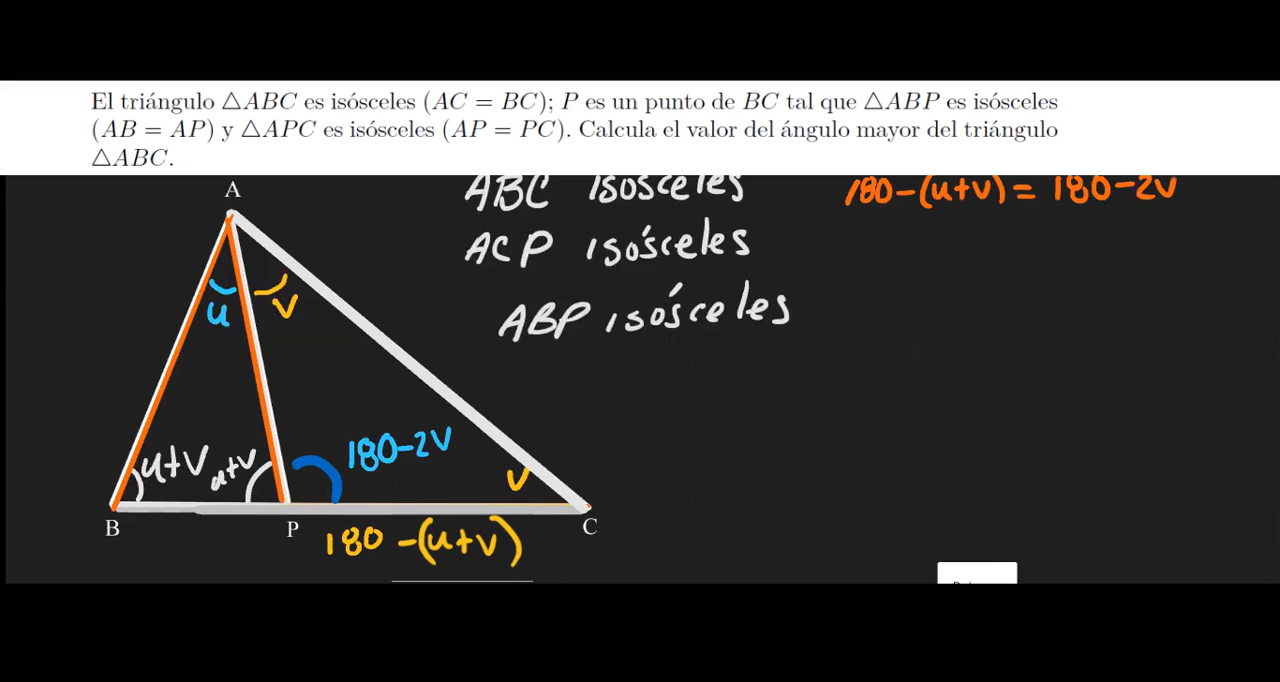 El triángulo △ABC es isósceles (AC = BC); P es un punto de BC tal que △ABP es isósceles
(AB = AP) y △APC es isósceles (AP = PC). Calcula el valor del ángulo mayor del triángulo
△ABC.
ABC isósceles
180-(u+v) = 180-2v
A
ACP isósceles
u
v
ABP isósceles
180-2v
u+v
u+v
v
B
P
C
180 -(u+v)